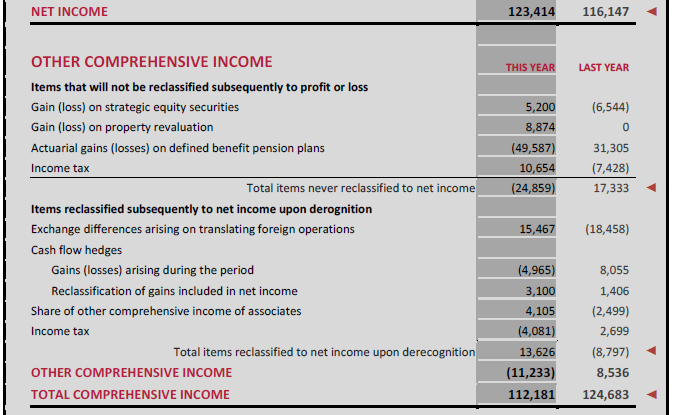 NET INCOME 123,414 116,147
OTHER COMPREHENSIVE INCOME THIS YEAR LAST YEAR
Items that will not be reclassified subsequently to profit or loss
Gain (loss) on strategic equity securities 5,200 (6,544)
Gain (loss) on property revaluation 8,874 0
Actuarial gains (losses) on defined benefit pension plans (49,587) 31,305
Income tax 10,654 (7,428)
Total items never reclassified to net income (24,859) 17,333
Items reclassified subsequently to net income upon derognition
Exchange differences arising on translating foreign operations 15,467 (18,458)
Cash flow hedges
Gains (losses) arising during the period (4,965) 8,055
Reclassification of gains included in net income 3,100 1,406
Share of other comprehensive income of associates 4,105 (2,499)
Income tax (4,081) 2,699
Total items reclassified to net income upon derecognition 13,626 (8,797)
OTHER COMPREHENSIVE INCOME (11,233) 8,536
TOTAL COMPREHENSIVE INCOME 112,181 124,683